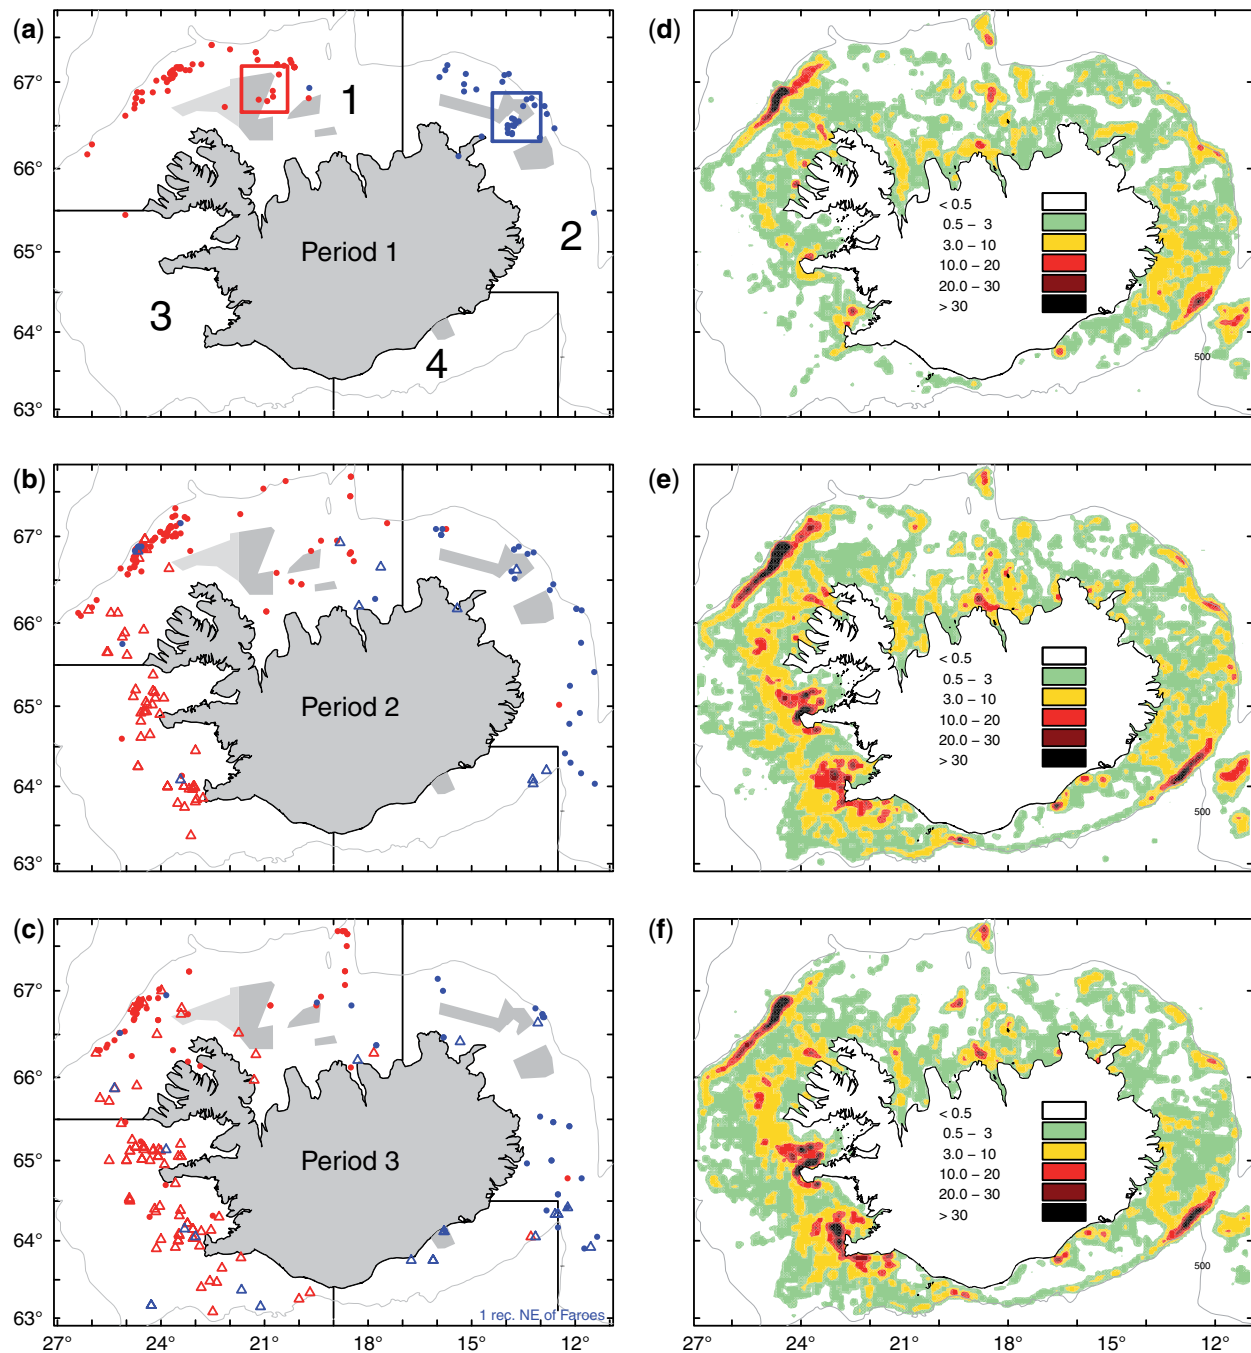 (a)
67°
66°
65°
64°
63°
1
2
3
4
Period 1
(d)
< 0.5
0.5 – 3
3.0 – 10
10.0 – 20
20.0 – 30
> 30
500
(b)
67°
66°
65°
64°
63°
Period 2
(e)
< 0.5
0.5 – 3
3.0 – 10
10.0 – 20
20.0 – 30
> 30
500
(c)
67°
66°
65°
64°
63°
Period 3
1 rec. NE of Faroes
27° 24° 21° 18° 15° 12°
(f)
< 0.5
0.5 – 3
3.0 – 10
10.0 – 20
20.0 – 30
> 30
500
27° 24° 21° 18° 15° 12°